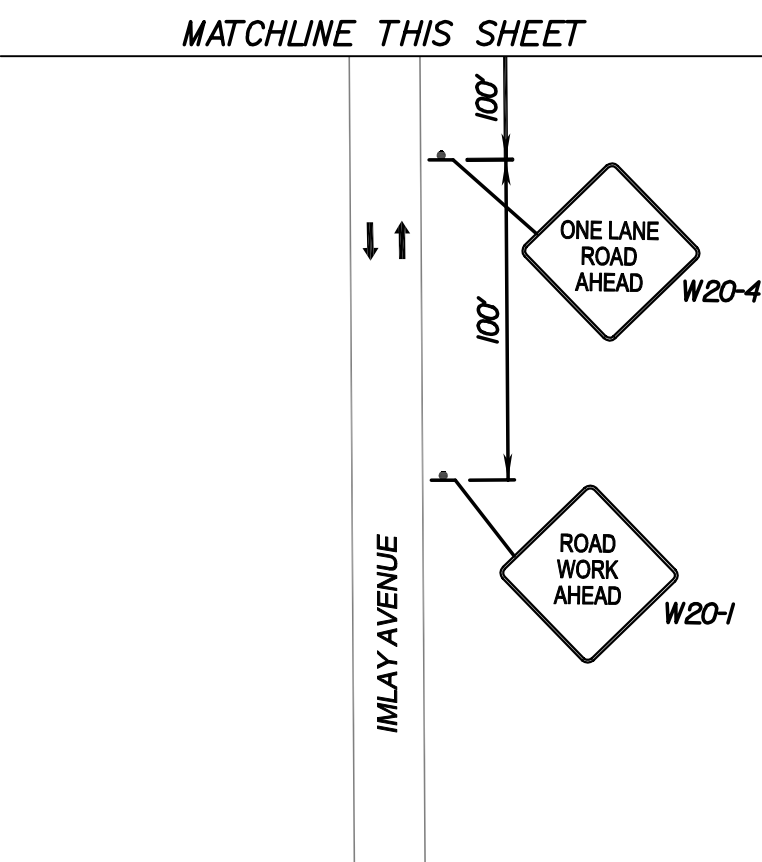 MATCHLINE THIS SHEET
100'
ONE LANE
ROAD
AHEAD
W20-4
100'
ROAD
WORK
AHEAD
W20-1
IMLAY AVENUE